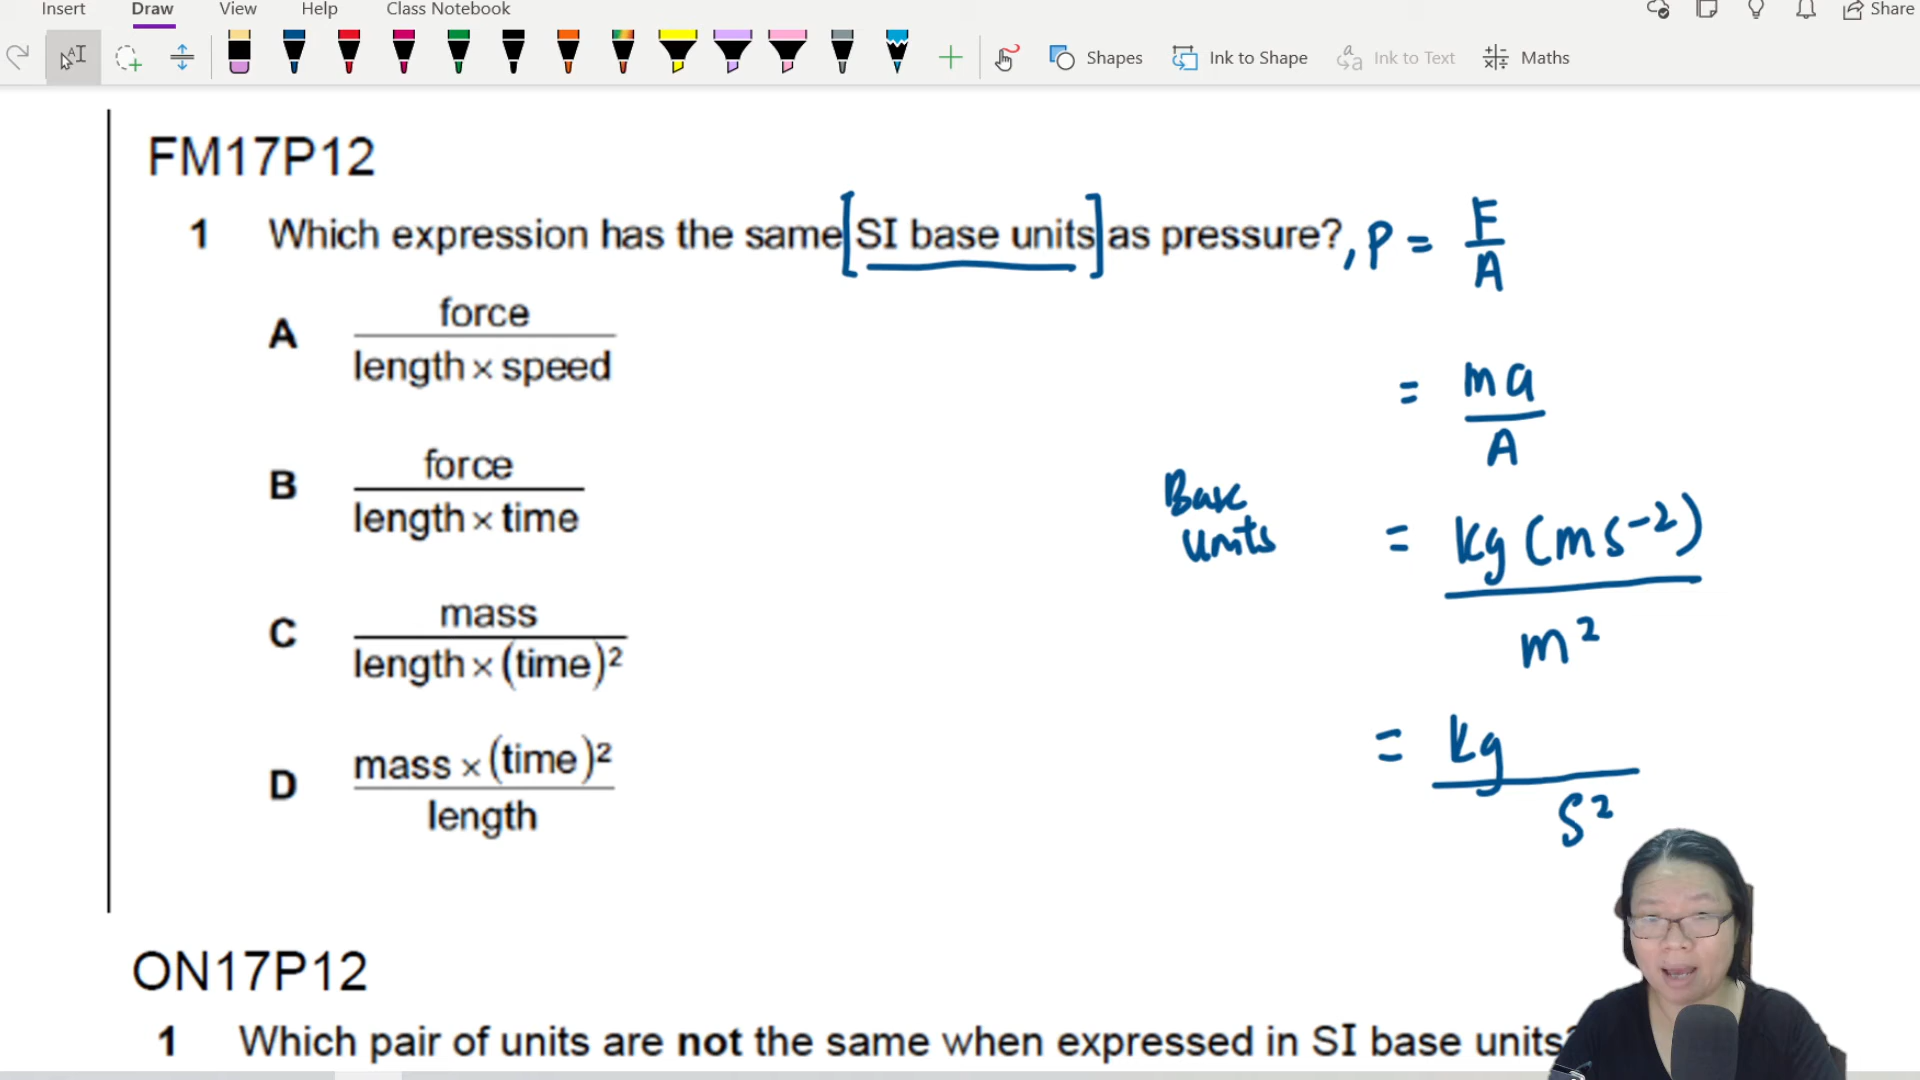 Insert Draw View Help Class Notebook Share
Shapes Ink to Shape Ink to Text Maths
FM17P12
1 Which expression has the same [SI base units] as pressure?, P = F/A
A force / length × speed
= ma/A
B force / length × time
Base units = kg (ms⁻²) / m²
C mass / length × (time)²
D mass × (time)² / length
= kg / s²
ON17P12
1 Which pair of units are not the same when expressed in SI base units